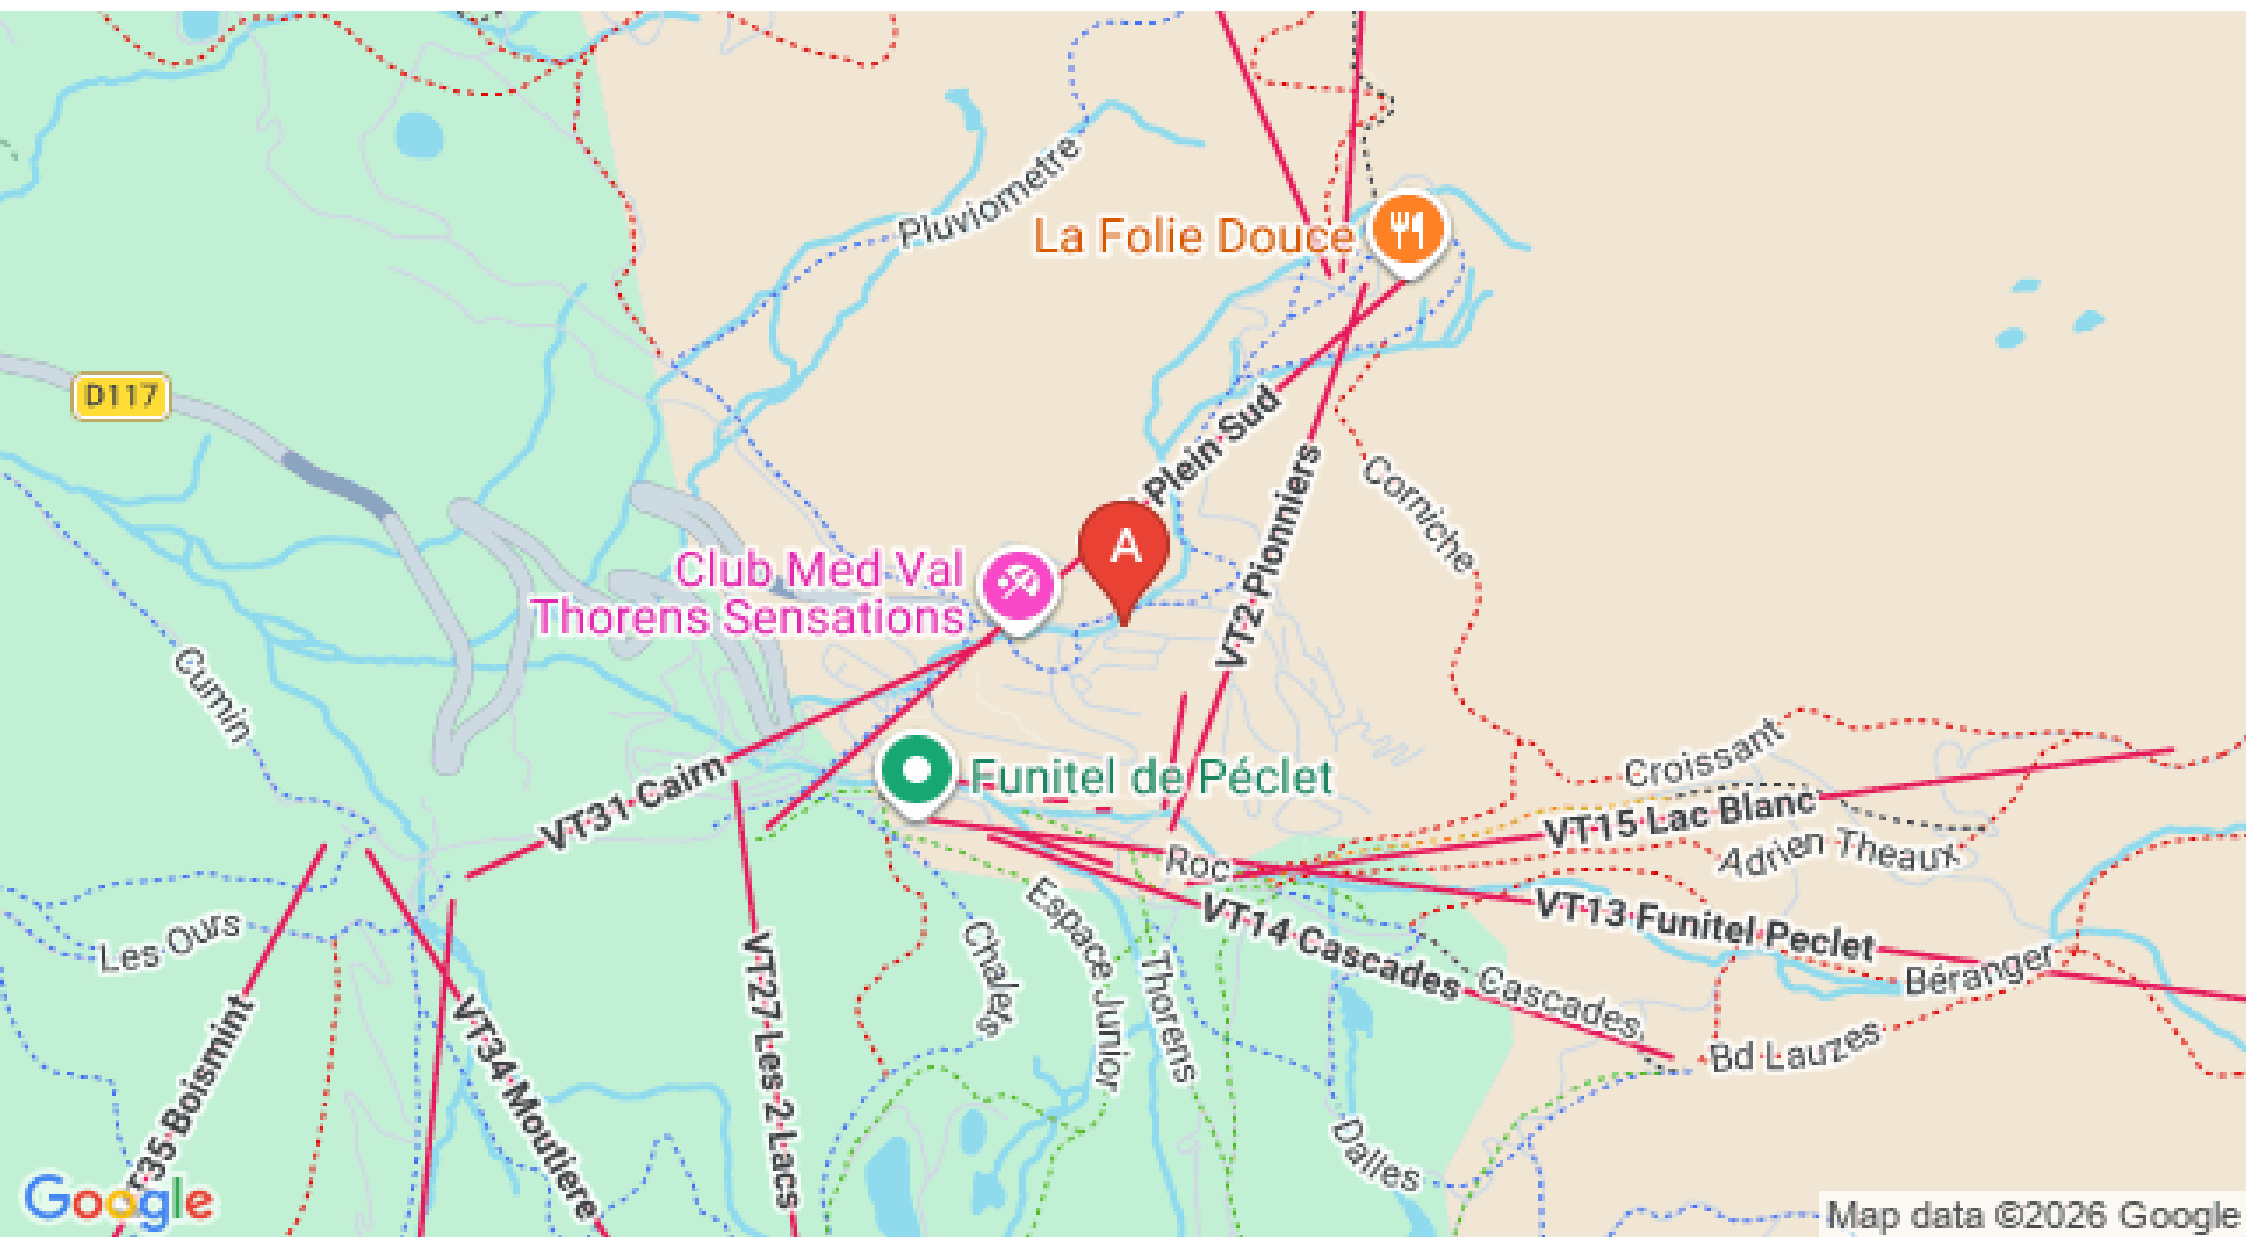 Pluviometre
La Folie Douce
D117
Plein Sud
VT2 Pionniers
Corniche
A
Club Med Val
Thorens Sensations
Cumin
Funitel de Péclet
VT31 Cairn
Croissant
VT15 Lac Blanc
Adrien Theaux
Roc
VT13 Funitel Peclet
VT14 Cascades
Les Ours
Chalets
Espace Junior
Thorens
Cascades
Béranger
Bd Lauzes
VT27 Les 2 Lacs
VT34 Moutiere
T35 Boismint
Dalles
Google
Map data ©2026 Google